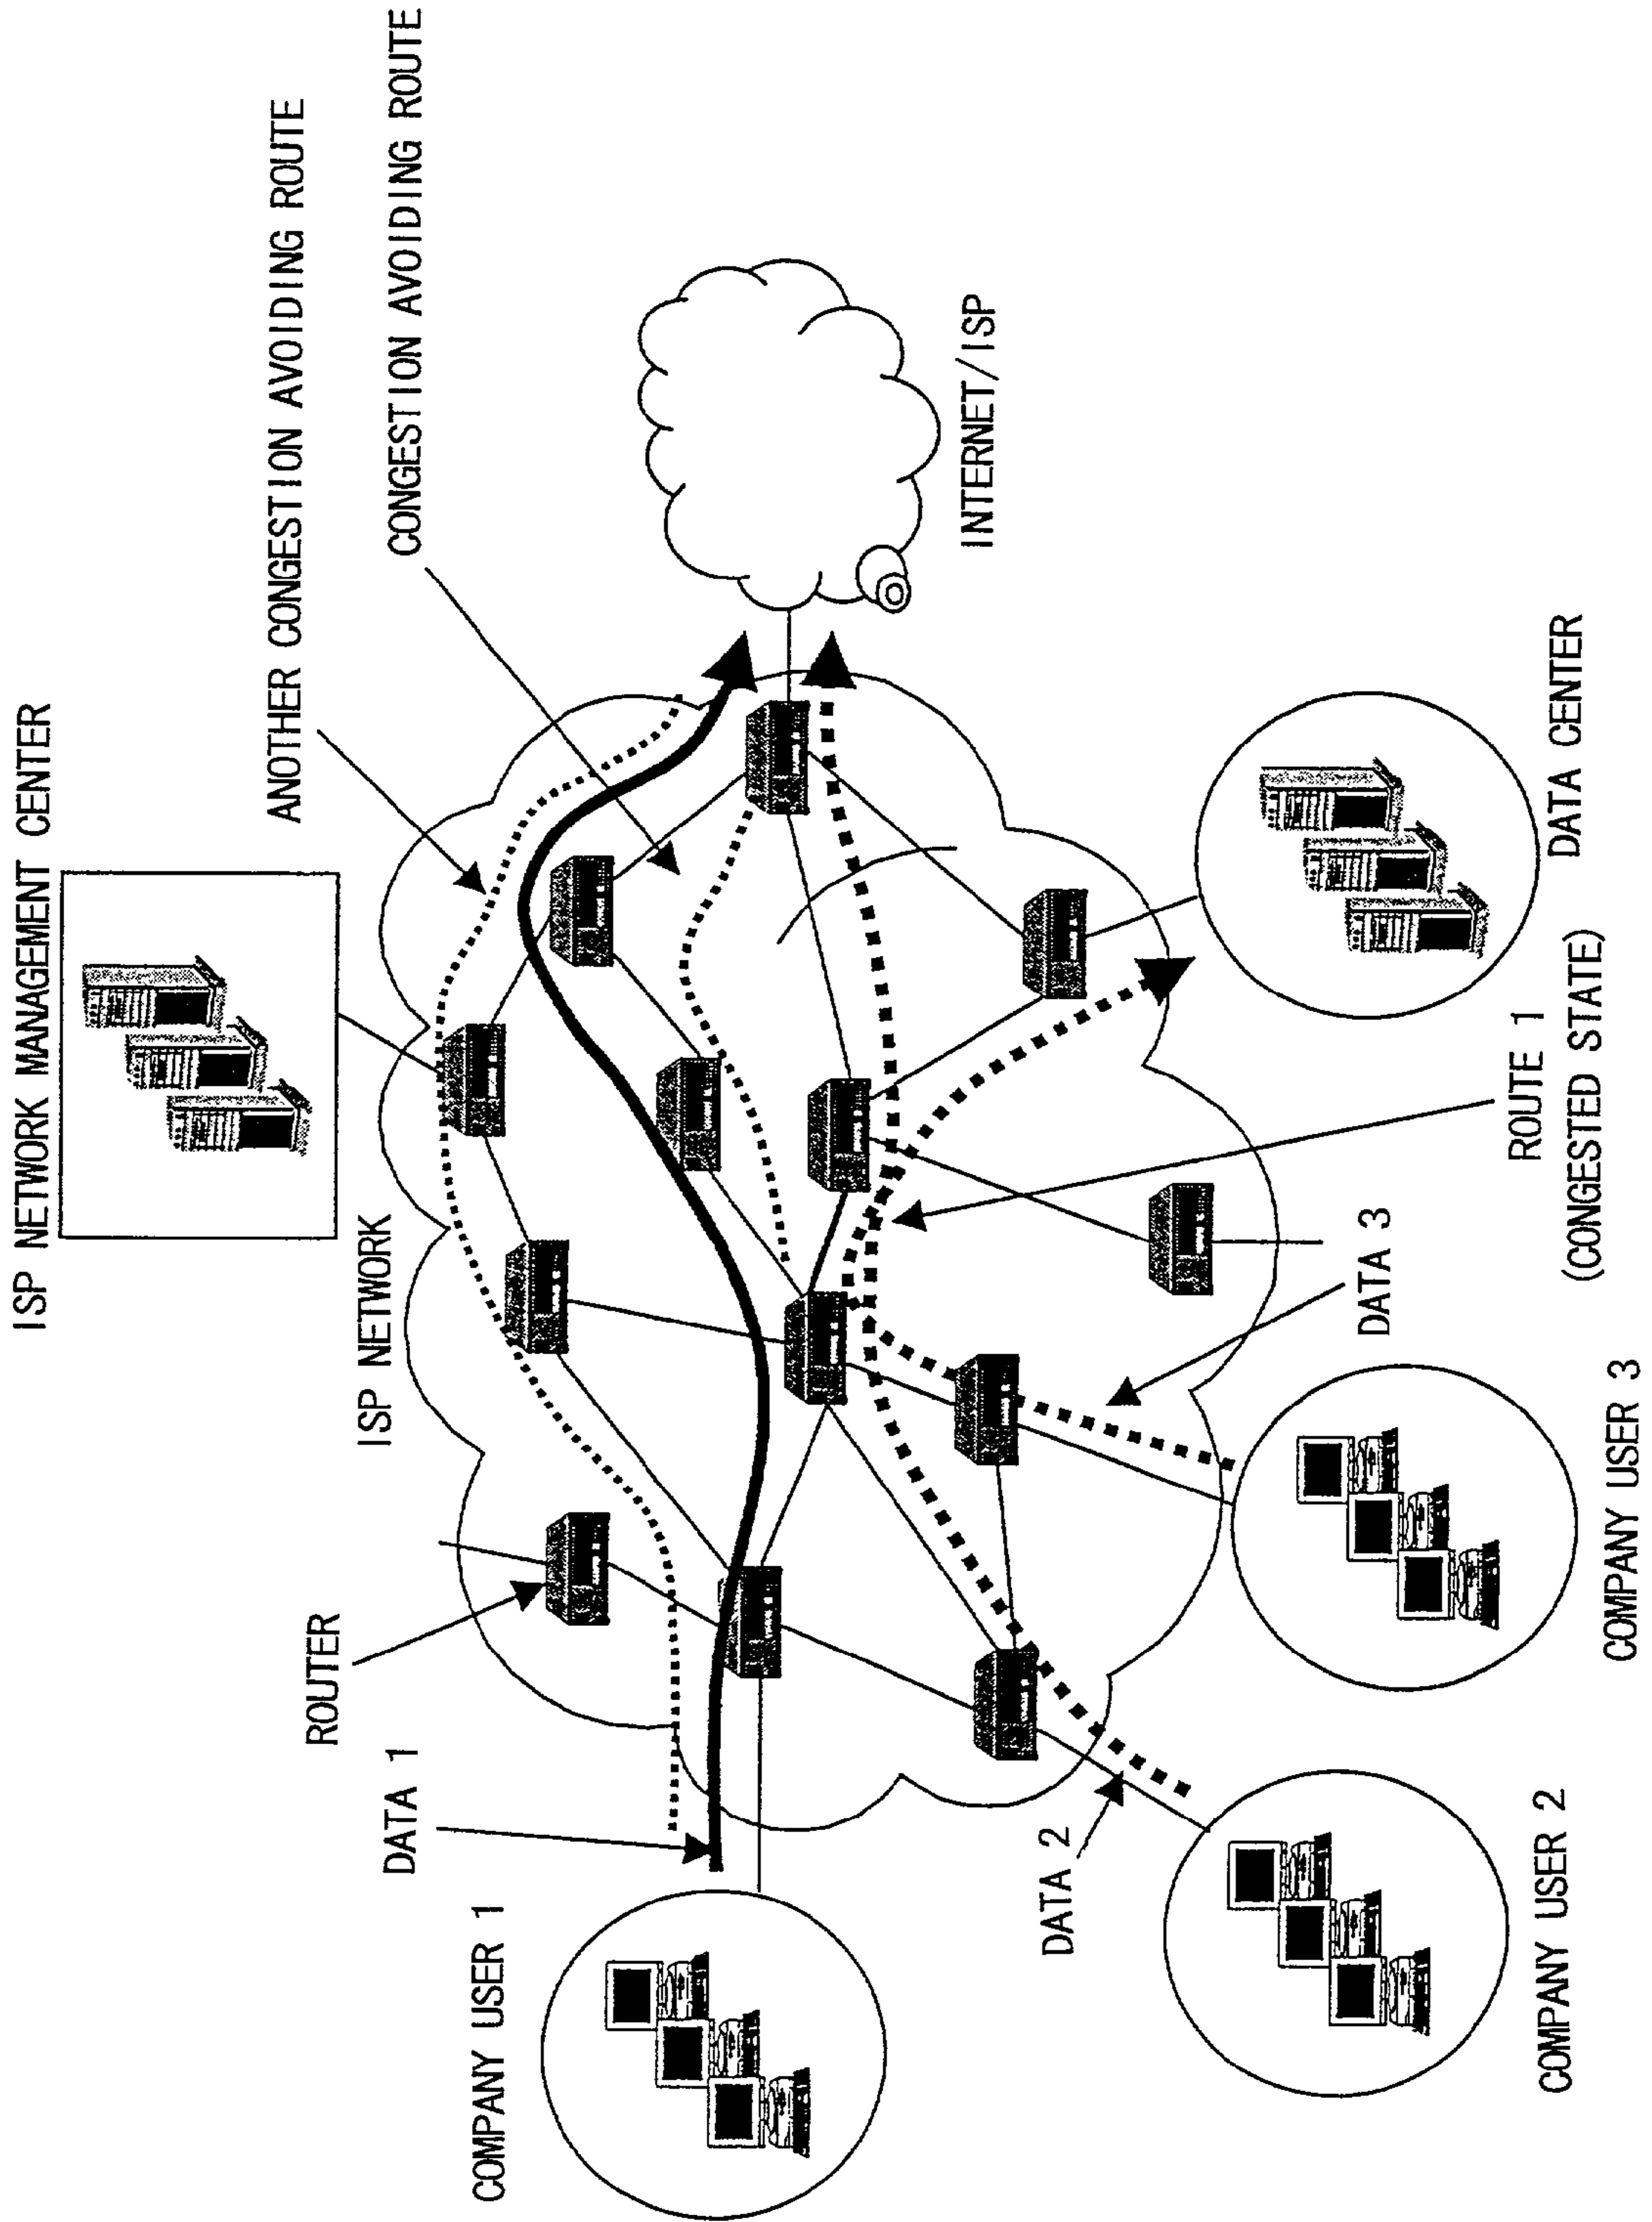 ISP NETWORK MANAGEMENT CENTER
ANOTHER CONGESTION AVOIDING ROUTE
CONGESTION AVOIDING ROUTE
ISP NETWORK
ROUTER
DATA 1
COMPANY USER 1
INTERNET/ISP
DATA CENTER
ROUTE 1
(CONGESTED STATE)
DATA 3
COMPANY USER 3
DATA 2
COMPANY USER 2